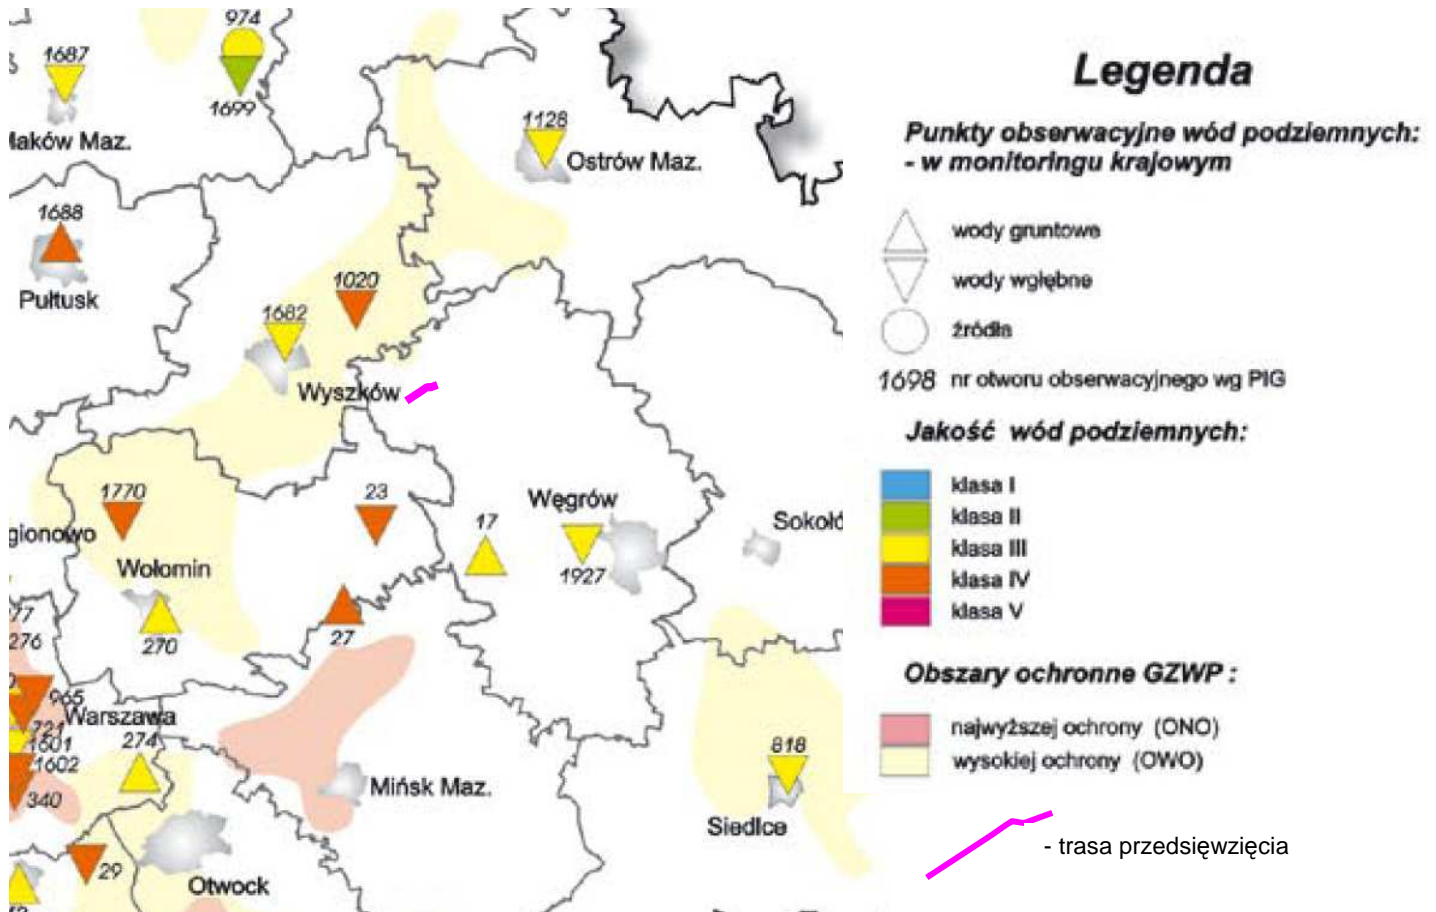 974
1687
1699
Maków Maz.
1128
Ostrów Maz.
1688
Pułtusk
1020
1682
Wyszków
1770
23
17
Węgrów
gionowo
Sokołó
Wołomin
1927
77
276
270
27
965
721
Warszawa
1601
274
1602
818
340
Mińsk Maz.
Siedlce
29
Otwock
Legenda
Punkty obserwacyjne wód podziemnych:
- w monitoringu krajowym
wody gruntowe
wody wgłębne
źródła
1698 nr otworu obserwacyjnego wg PIG
Jakość wód podziemnych:
klasa I
klasa II
klasa III
klasa IV
klasa V
Obszary ochronne GZWP :
najwyższej ochrony (ONO)
wysokiej ochrony (OWO)
- trasa przedsięwzięcia